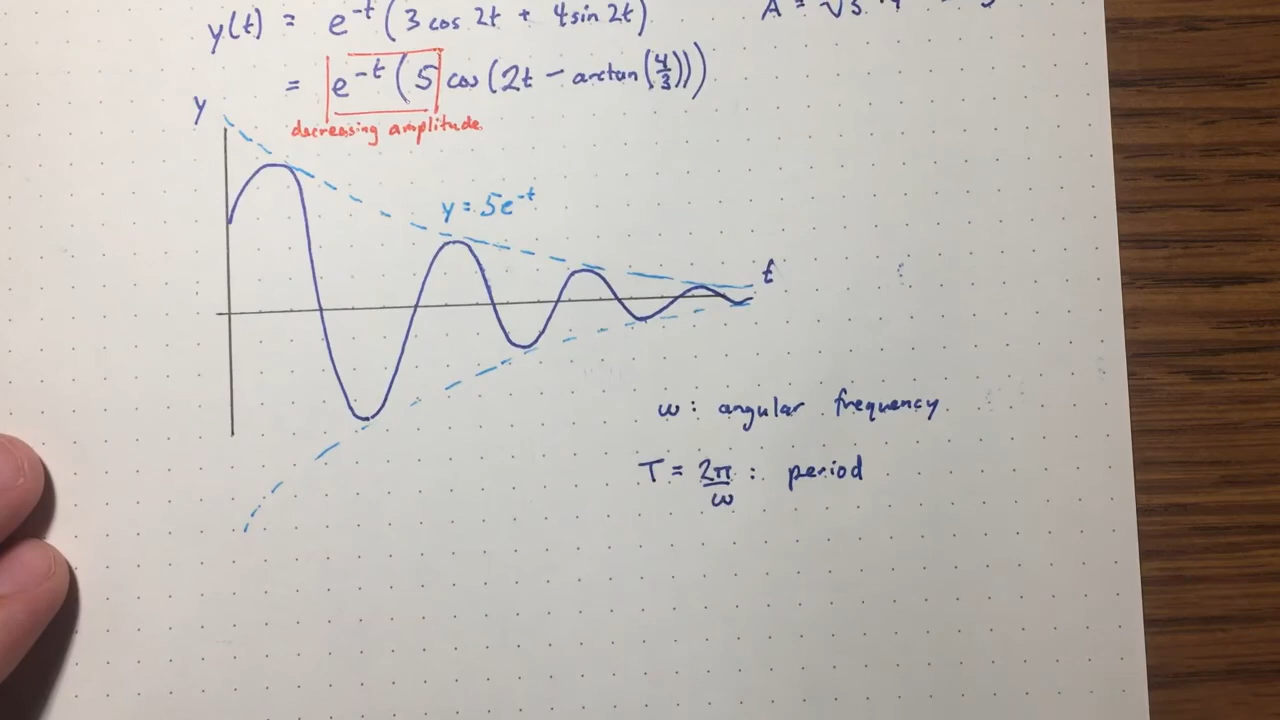 y(t) = e^-t (3 cos 2t + 4 sin 2t)
= e^-t (5 cos (2t - arctan(4/3)))
decreasing amplitude
y
y = 5e^-t
t
ω : angular frequency
T = 2π/ω : period